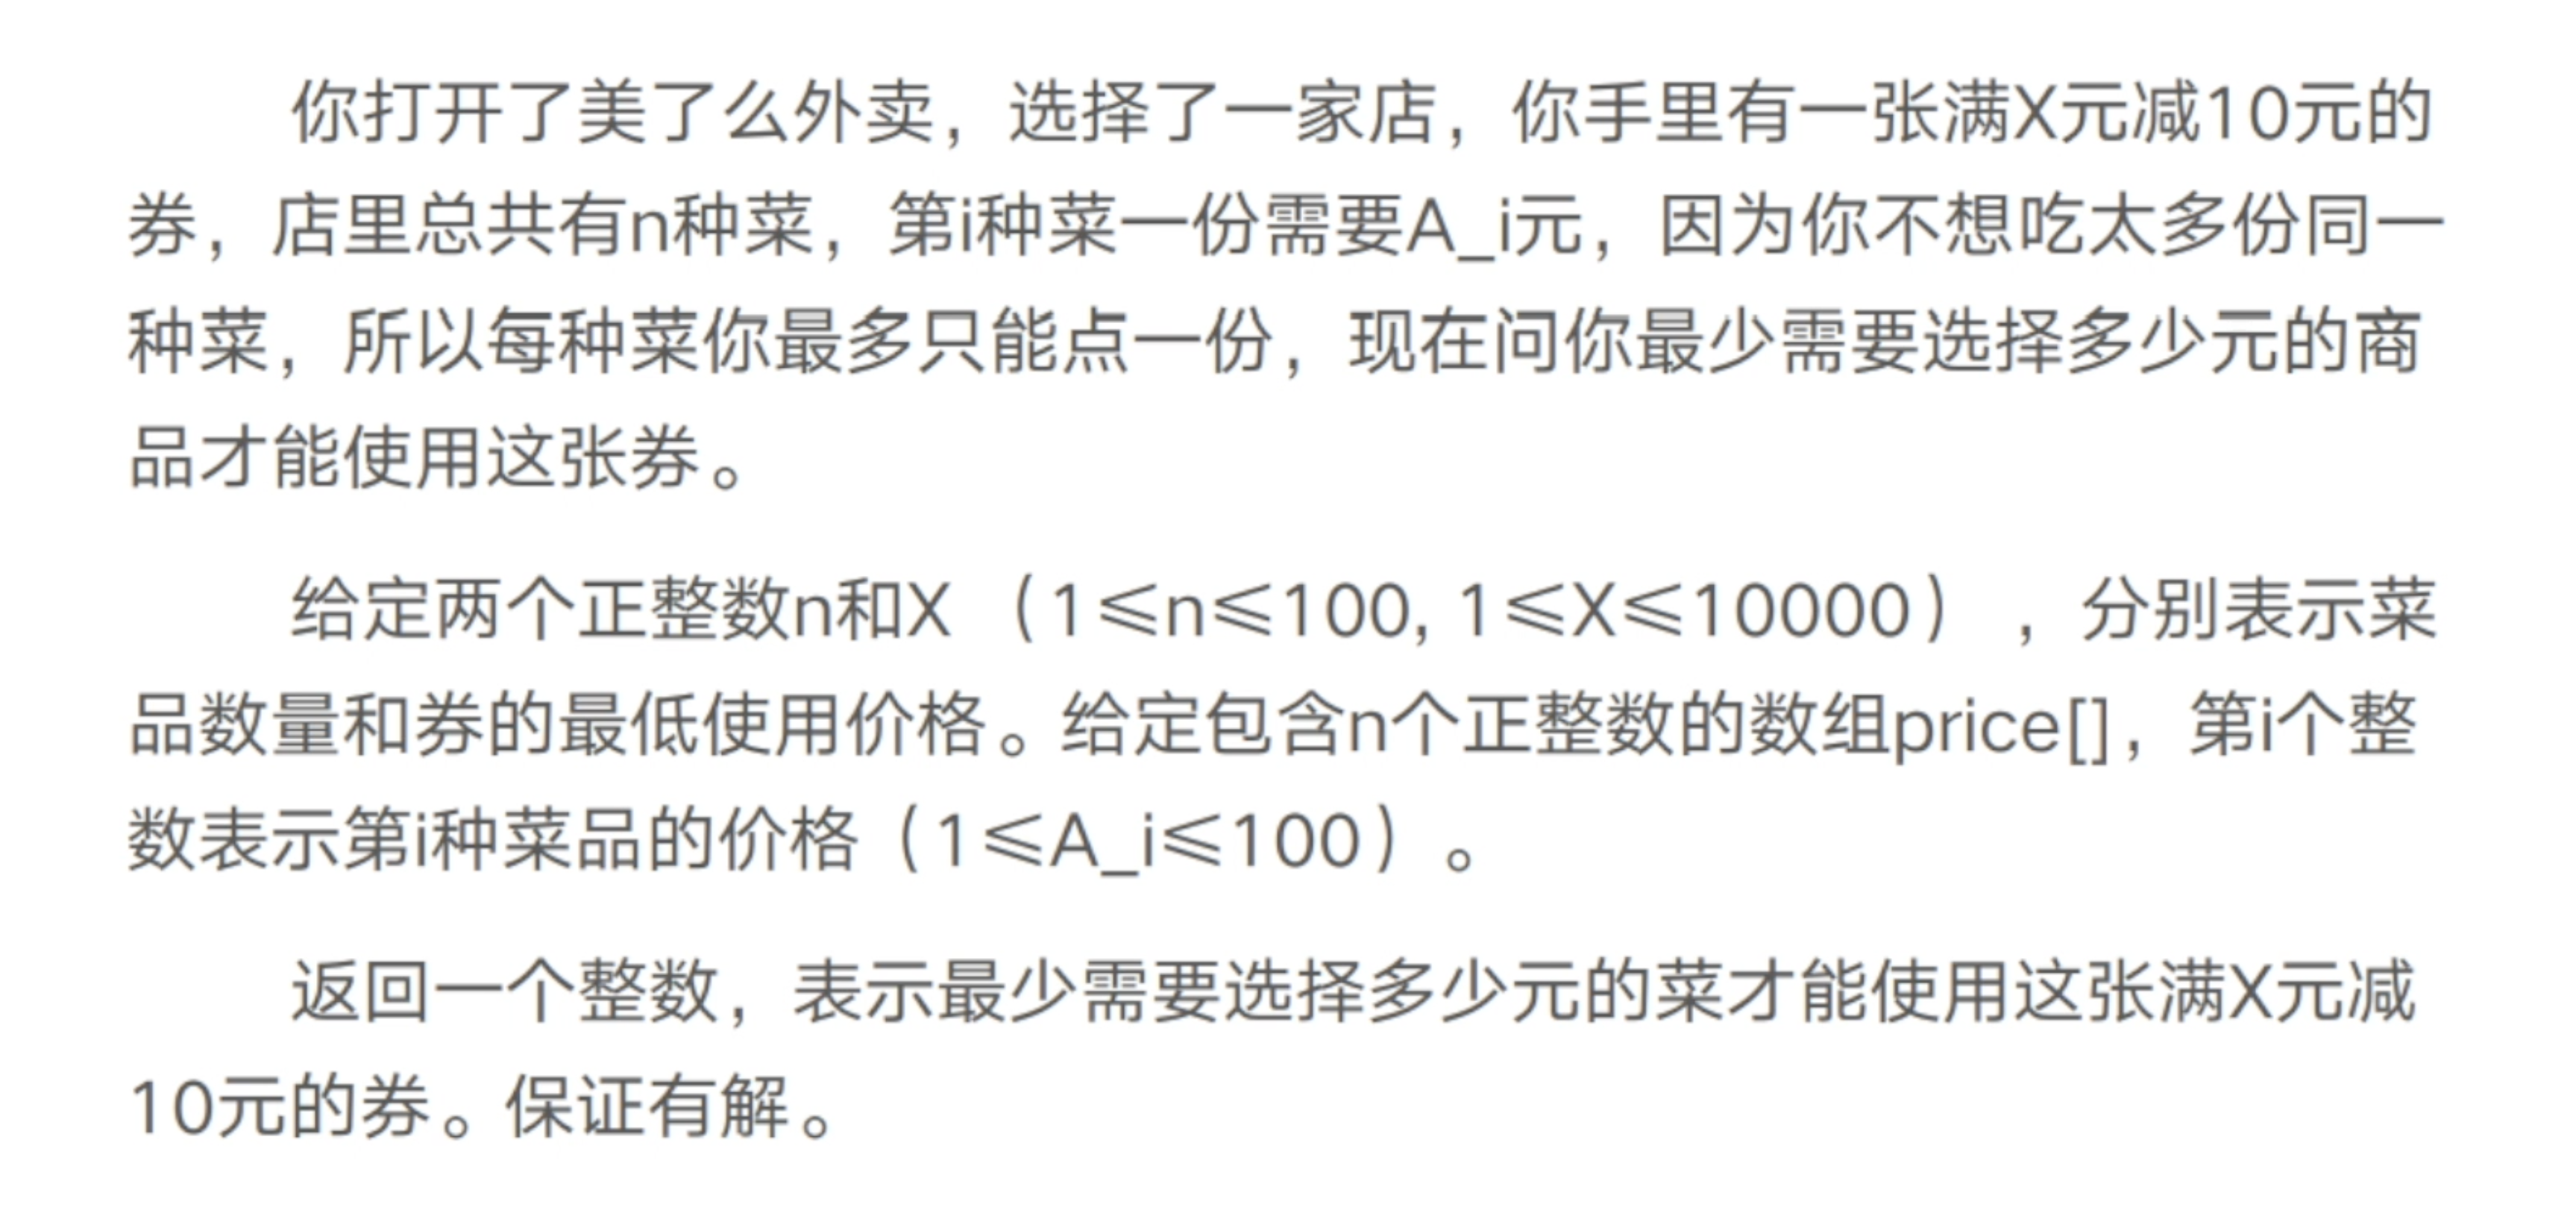 你打开了美了么外卖，选择了一家店，你手里有一张满X元减10元的
券，店里总共有n种菜，第i种菜一份需要A_i元，因为你不想吃太多份同一
种菜，所以每种菜你最多只能点一份，现在问你最少需要选择多少元的商
品才能使用这张券。
给定两个正整数n和X （1≤n≤100, 1≤X≤10000） ，分别表示菜
品数量和券的最低使用价格。给定包含n个正整数的数组price[]，第i个整
数表示第i种菜品的价格（1≤A_i≤100）。
返回一个整数，表示最少需要选择多少元的菜才能使用这张满X元减
10元的券。保证有解。